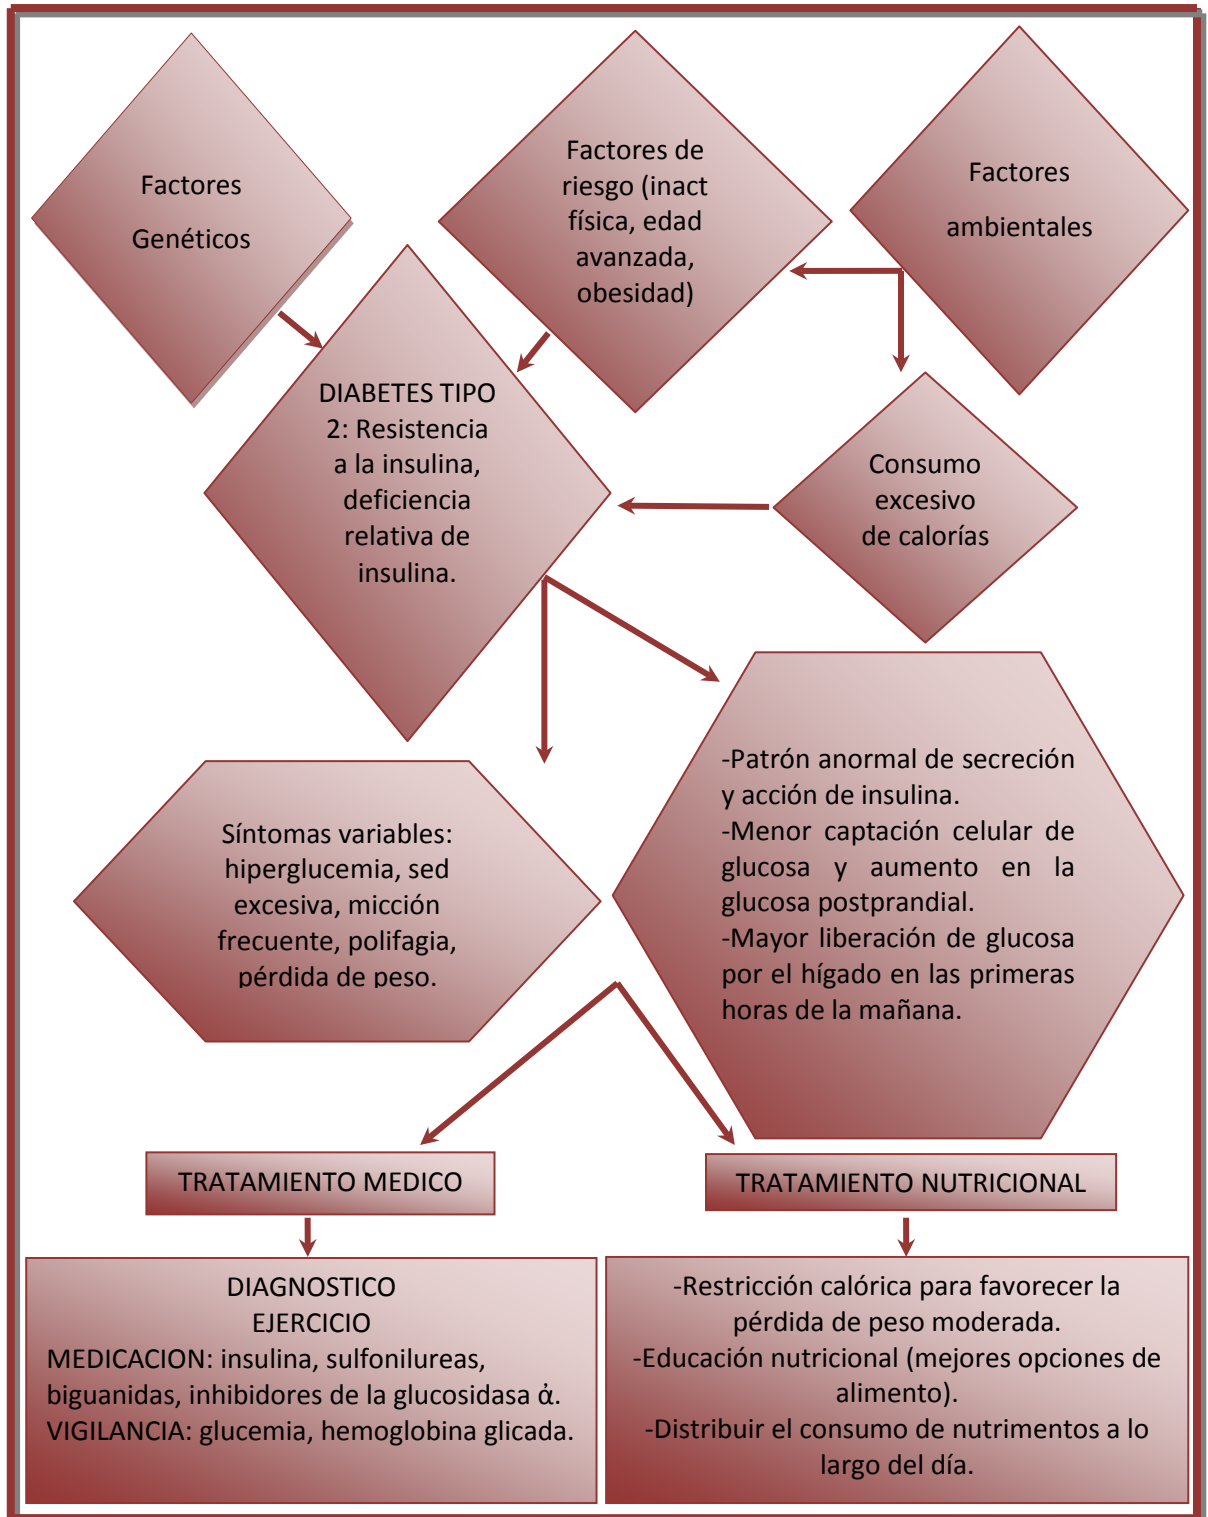 Factores
Genéticos
Factores de
riesgo (inact
física, edad
avanzada,
obesidad)
Factores
ambientales
DIABETES TIPO
2: Resistencia
a la insulina,
deficiencia
relativa de
insulina.
Consumo
excesivo
de calorías
Síntomas variables:
hiperglucemia, sed
excesiva, micción
frecuente, polifagia,
pérdida de peso.
-Patrón anormal de secreción
y acción de insulina.
-Menor captación celular de
glucosa y aumento en la
glucosa postprandial.
-Mayor liberación de glucosa
por el hígado en las primeras
horas de la mañana.
TRATAMIENTO MEDICO
TRATAMIENTO NUTRICIONAL
DIAGNOSTICO
EJERCICIO
MEDICACION: insulina, sulfonilureas,
biguanidas, inhibidores de la glucosidasa ἀ.
VIGILANCIA: glucemia, hemoglobina glicada.
-Restricción calórica para favorecer la
pérdida de peso moderada.
-Educación nutricional (mejores opciones de
alimento).
-Distribuir el consumo de nutrimentos a lo
largo del día.